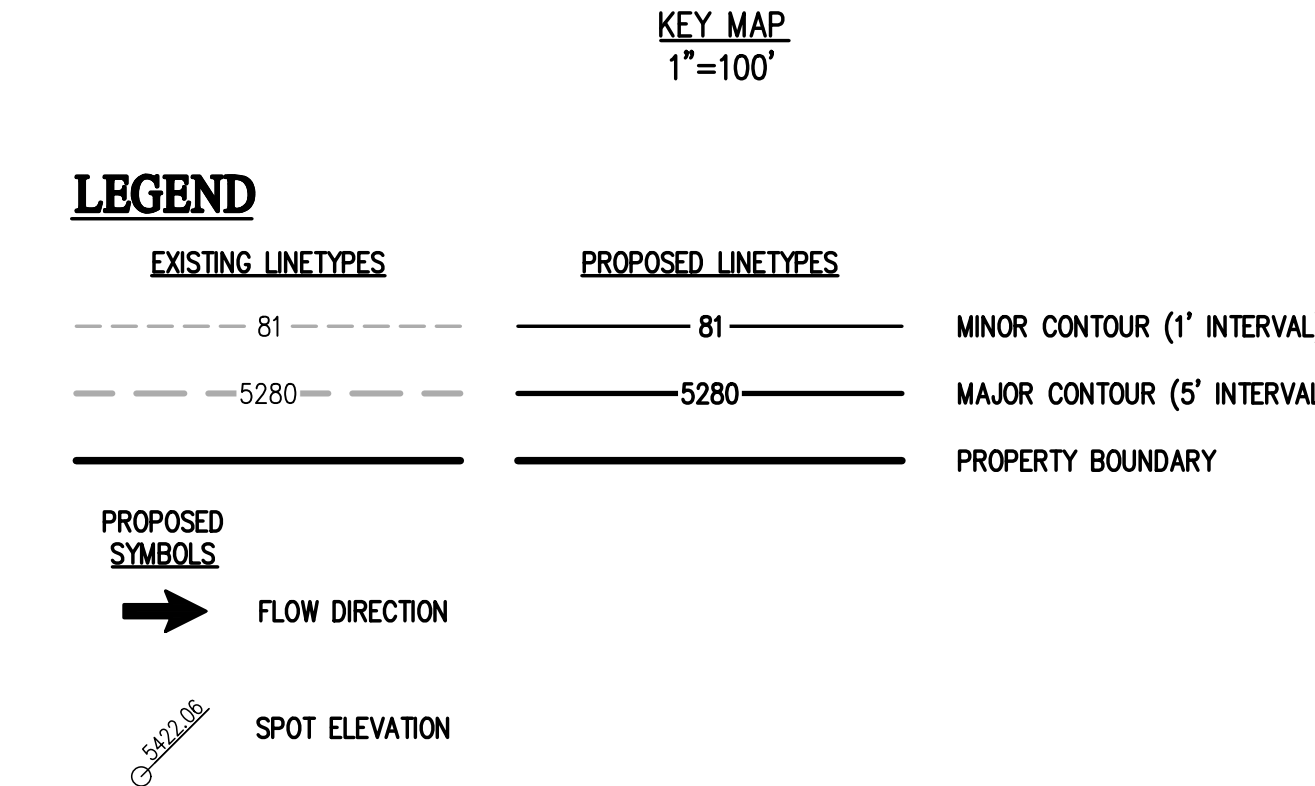 KEY MAP
1"=100'
LEGEND
EXISTING LINETYPES PROPOSED LINETYPES
81 81 MINOR CONTOUR (1' INTERVAL
5280 5280 MAJOR CONTOUR (5' INTERVAL
PROPERTY BOUNDARY
PROPOSED
SYMBOLS
FLOW DIRECTION
5422.06 SPOT ELEVATION